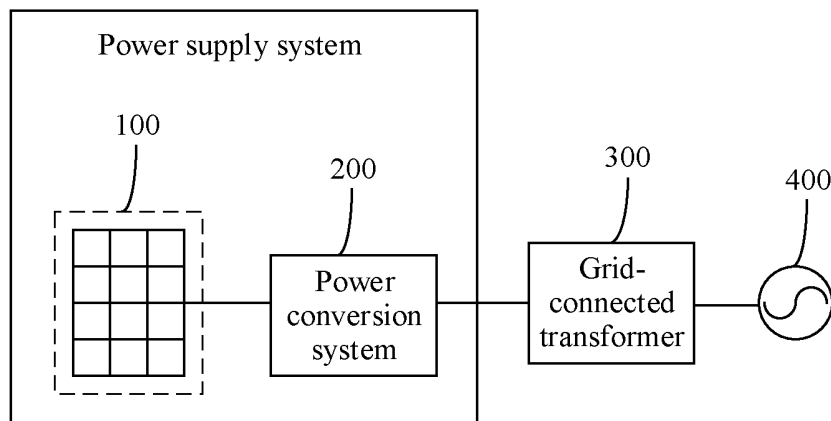 Power supply system
100
200
300
400
Power
conversion
system
Grid-
connected
transformer